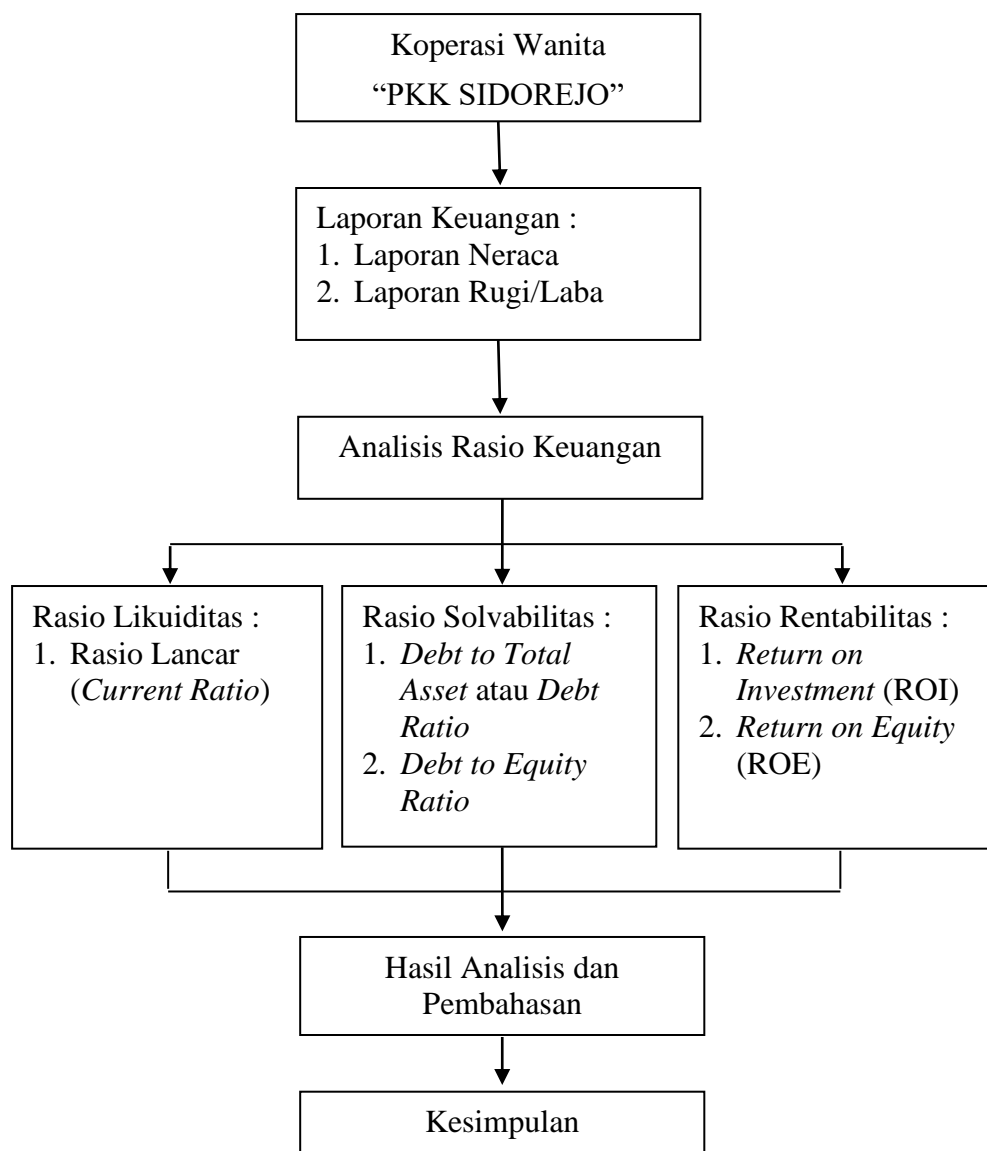 Koperasi Wanita
“PKK SIDOREJO”
Laporan Keuangan :
1. Laporan Neraca
2. Laporan Rugi/Laba
Analisis Rasio Keuangan
Rasio Likuiditas :
1. Rasio Lancar
(Current Ratio)
Rasio Solvabilitas :
1. Debt to Total
Asset atau Debt
Ratio
2. Debt to Equity
Ratio
Rasio Rentabilitas :
1. Return on
Investment (ROI)
2. Return on Equity
(ROE)
Hasil Analisis dan
Pembahasan
Kesimpulan